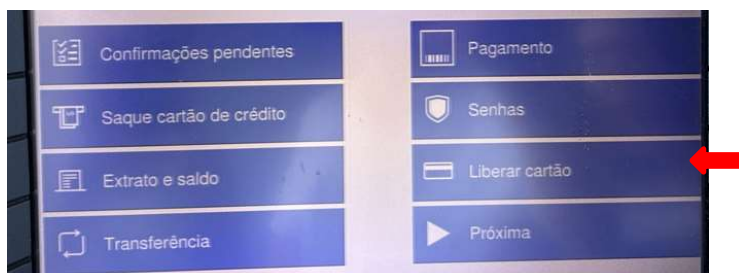 Confirmações pendentes
Saque cartão de crédito
Extrato e saldo
Transferência
Pagamento
Senhas
Liberar cartão
Próxima